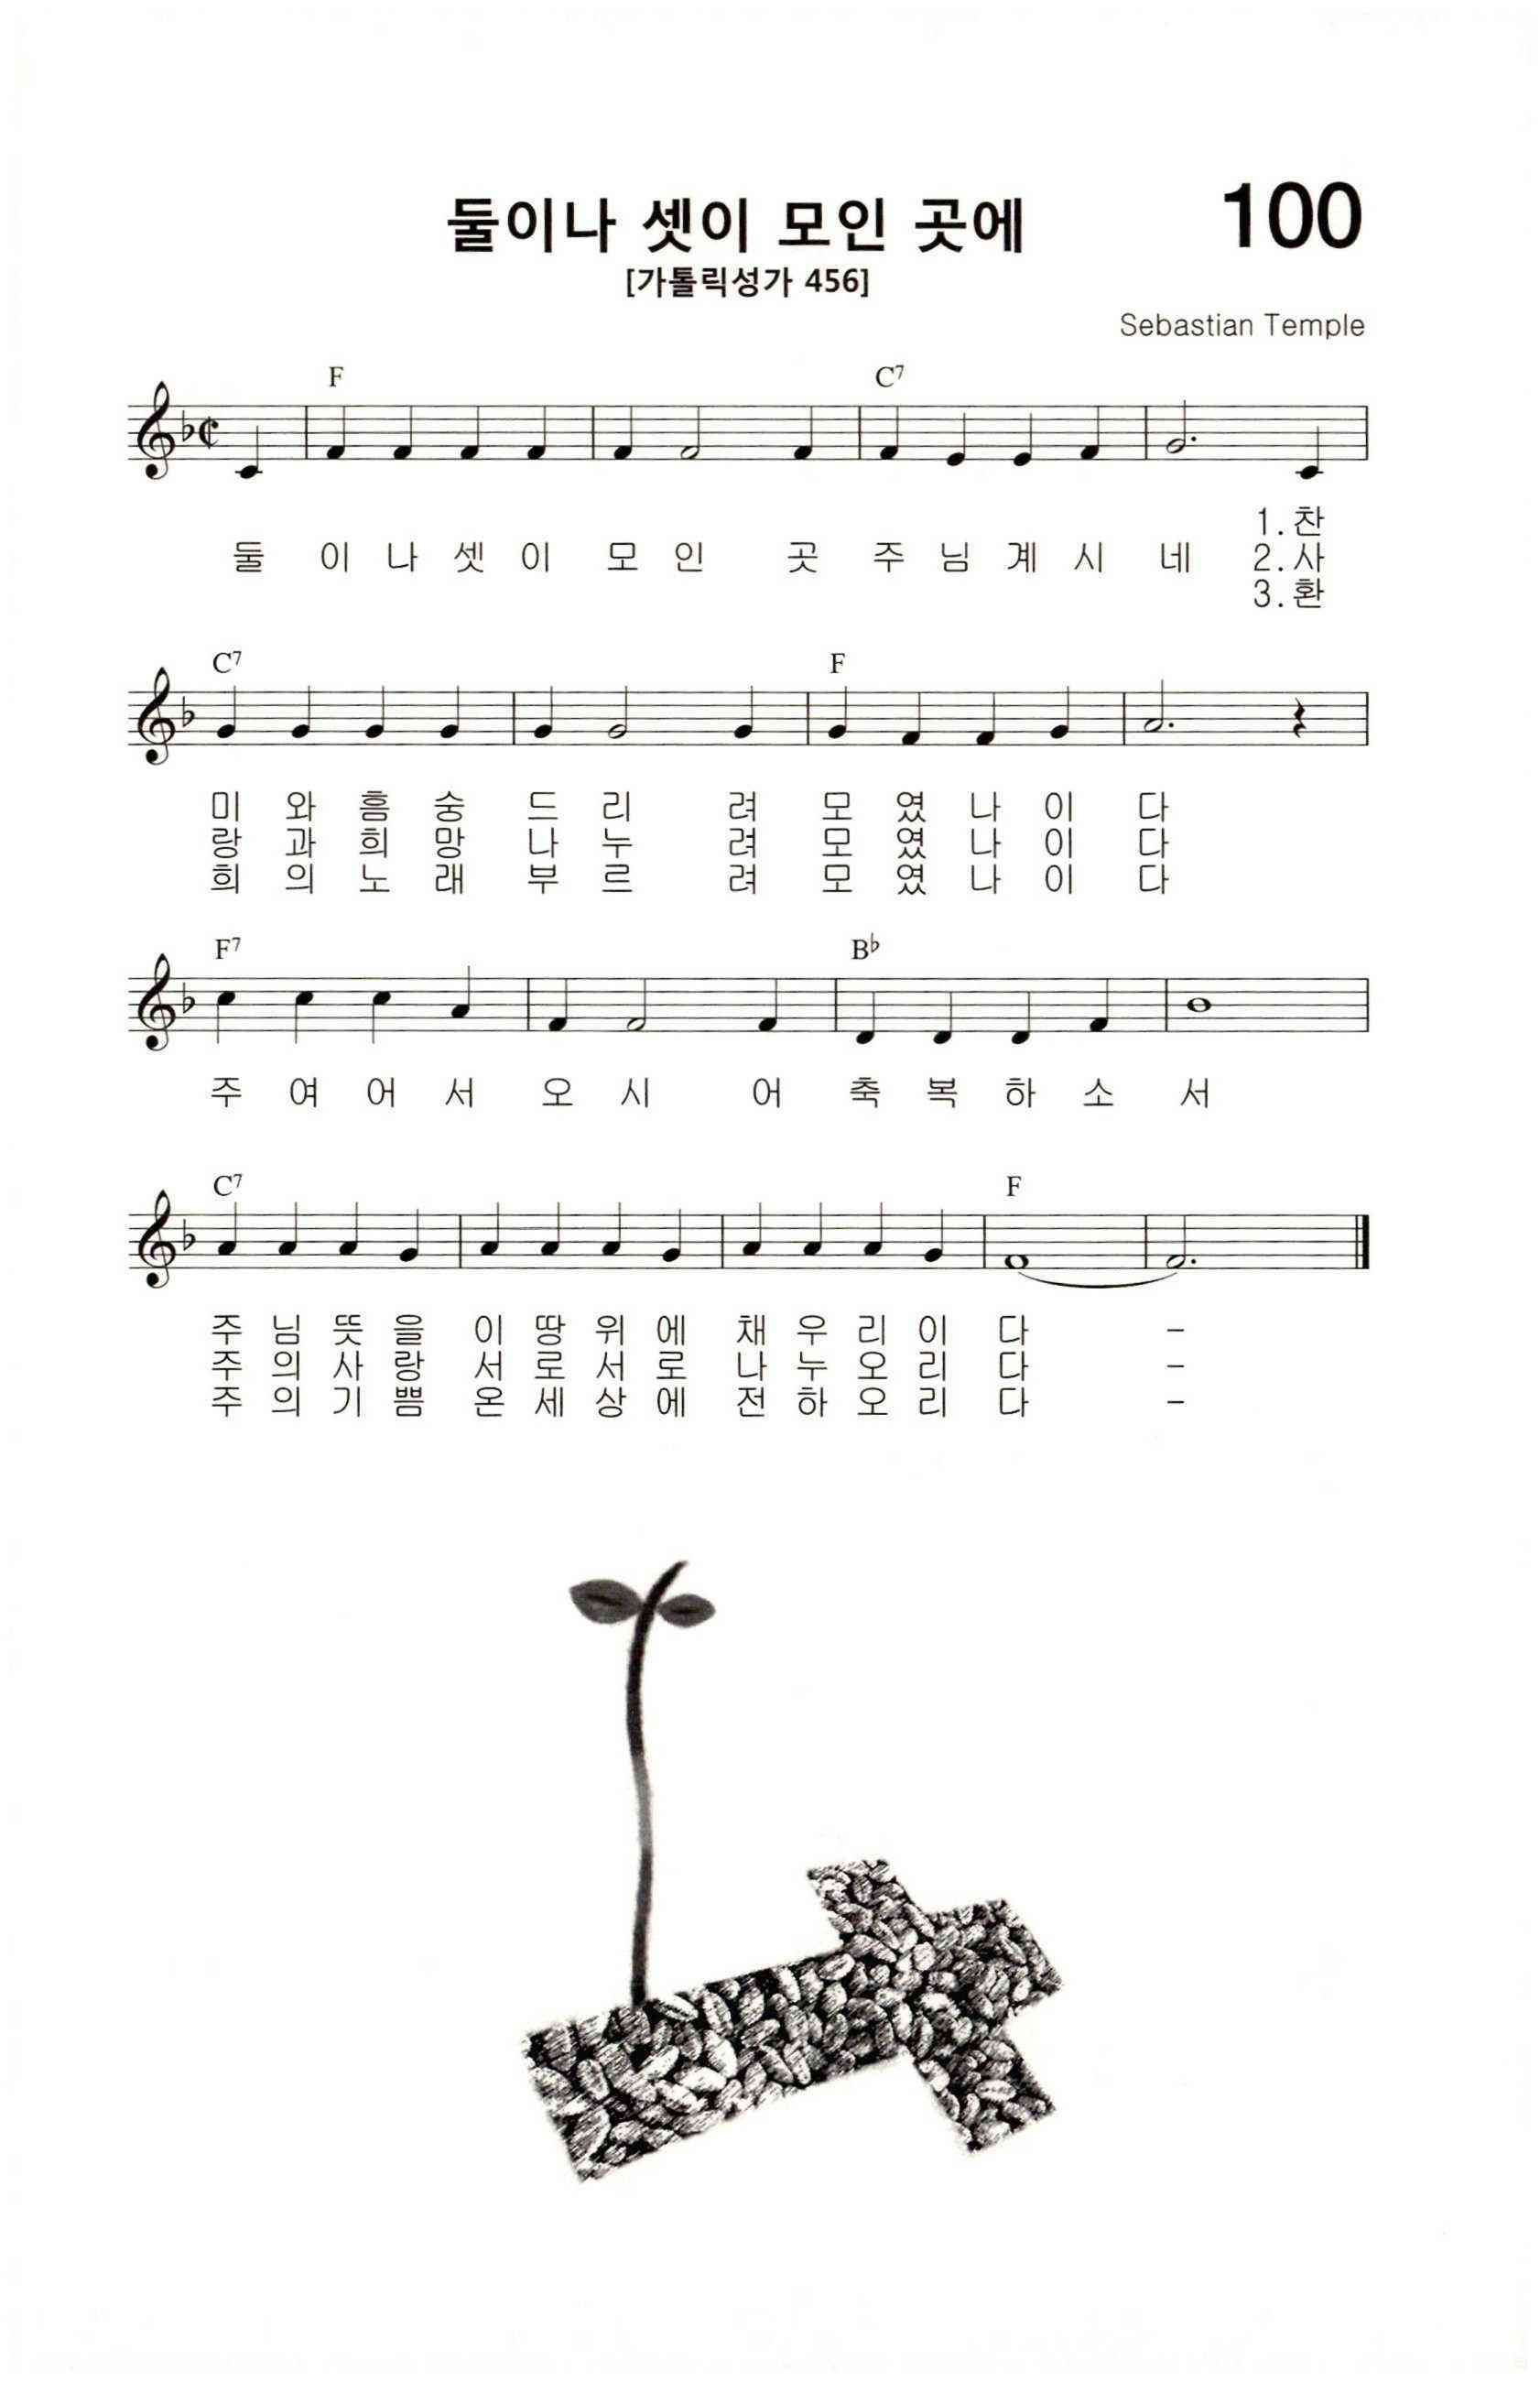 둘이나 셋이 모인 곳에
100
[가톨릭성가 456]
Sebastian Temple
F C7
1.찬
둘 이 나 셋 이 모 인 곳 주 님 계 시 네 2.사
3.환
C7 F
미 와 흠 숭 드 리 려 모 였 나 이 다
랑 과 희 망 나 누 려 모 였 나 이 다
희 의 노 래 부 르 려 모 였 나 이 다
F7 B♭
주 여 어 서 오 시 어 축 복 하 소 서
C7 F
주 님 뜻 을 이 땅 위 에 채 우 리 이 다 -
주 의 사 랑 서 로 서 로 나 누 오 리 다 -
주 의 기 쁨 온 세 상 에 전 하 오 리 다 -